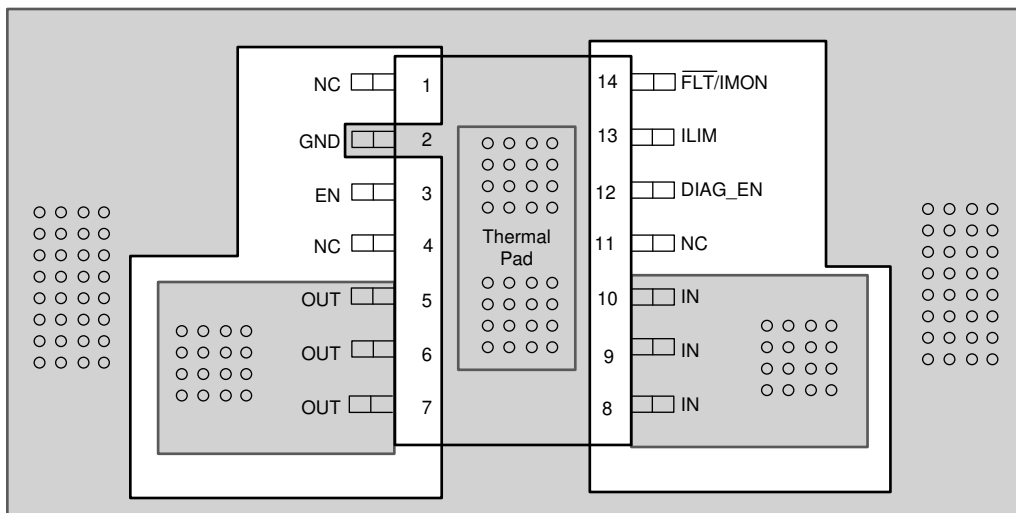 NC 1
GND 2
EN 3
NC 4
OUT 5
OUT 6
OUT 7
Thermal
Pad
14 F̅L̅T̅/IMON
13 ILIM
12 DIAG_EN
11 NC
10 IN
9 IN
8 IN